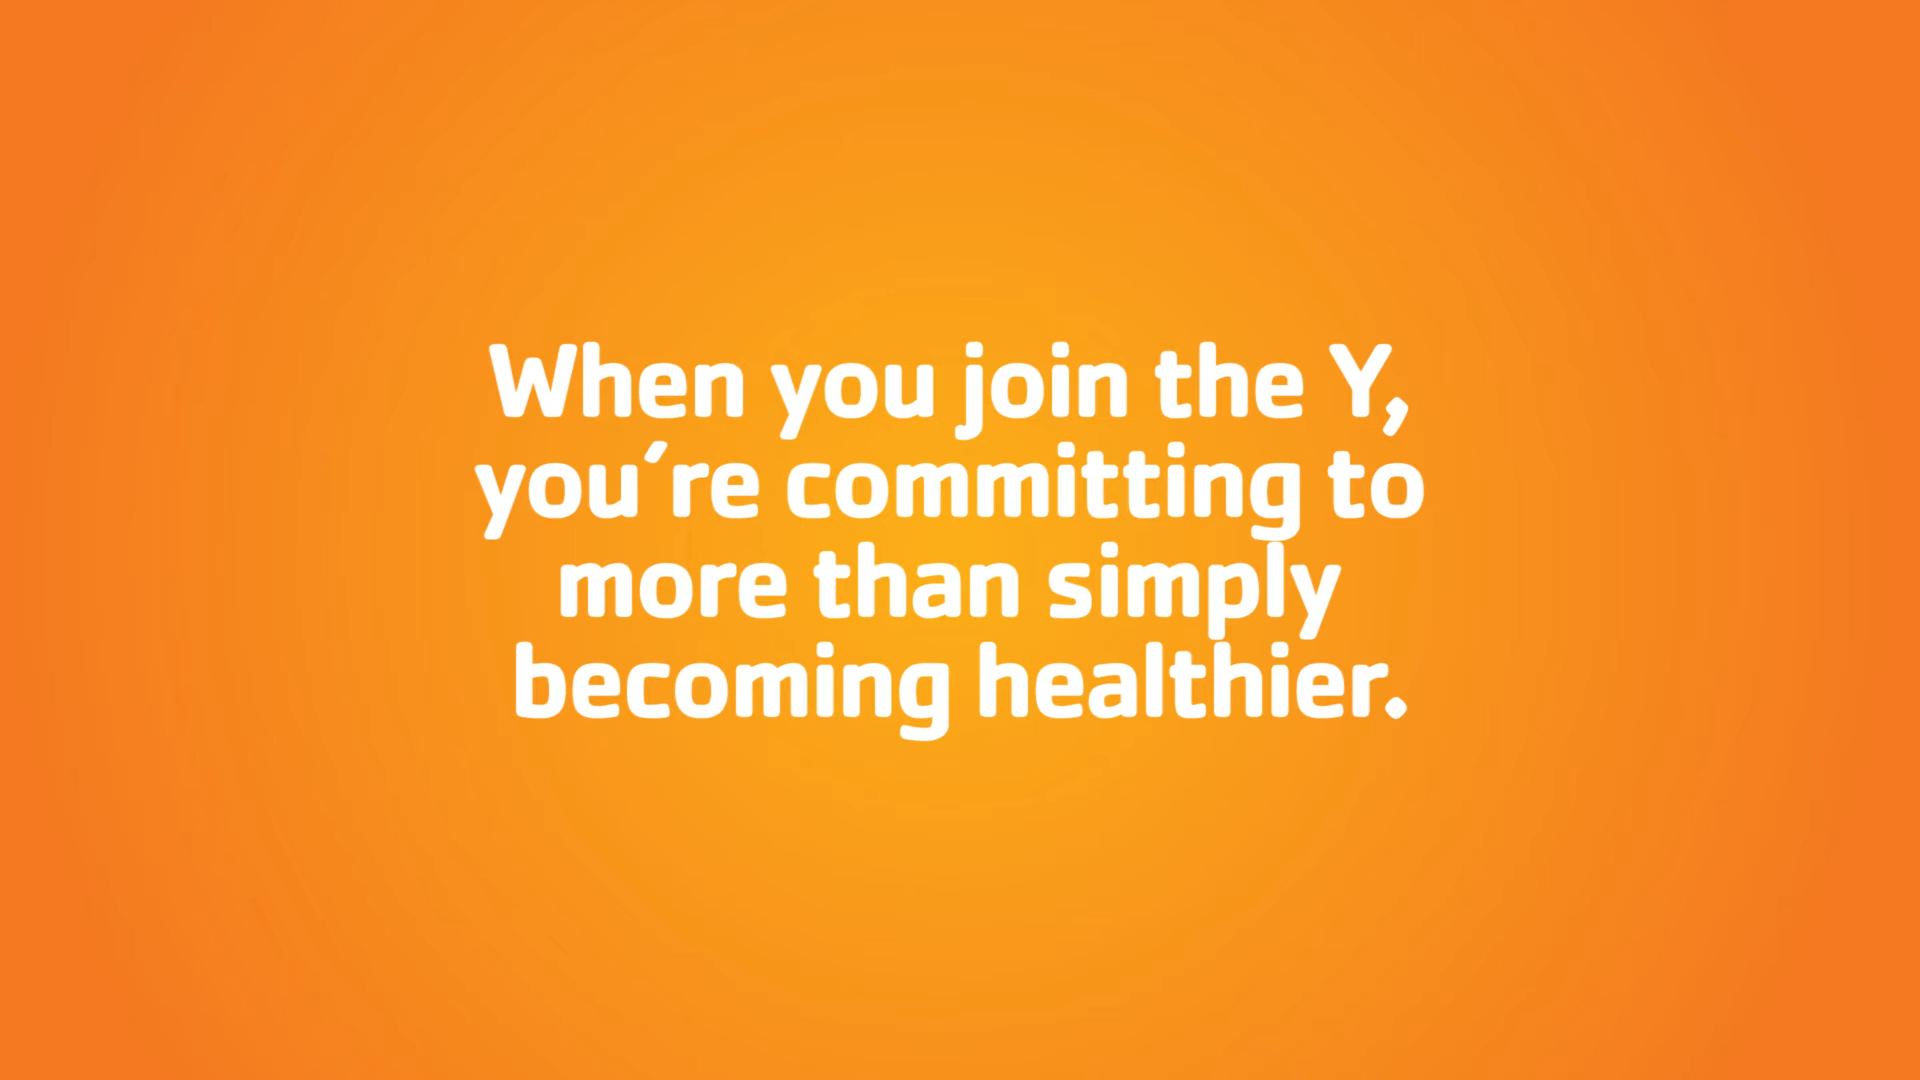 When you join the Y,
you're committing to
more than simply
becoming healthier.